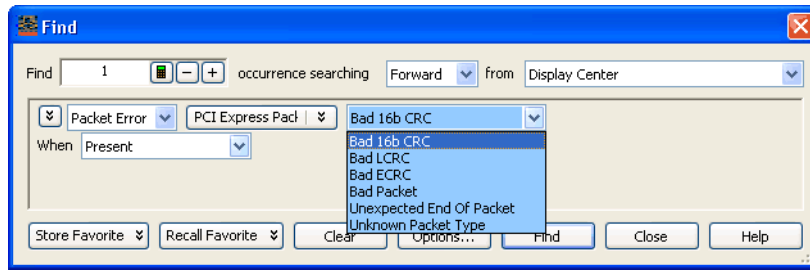 Find
Find 1 - + occurrence searching Forward from Display Center
Packet Error PCI Express Pack Bad 16b CRC
When Present
Bad 16b CRC
Bad LCRC
Bad ECRC
Bad Packet
Unexpected End Of Packet
Unknown Packet Type
Store Favorite Recall Favorite Clear Options... Find Close Help